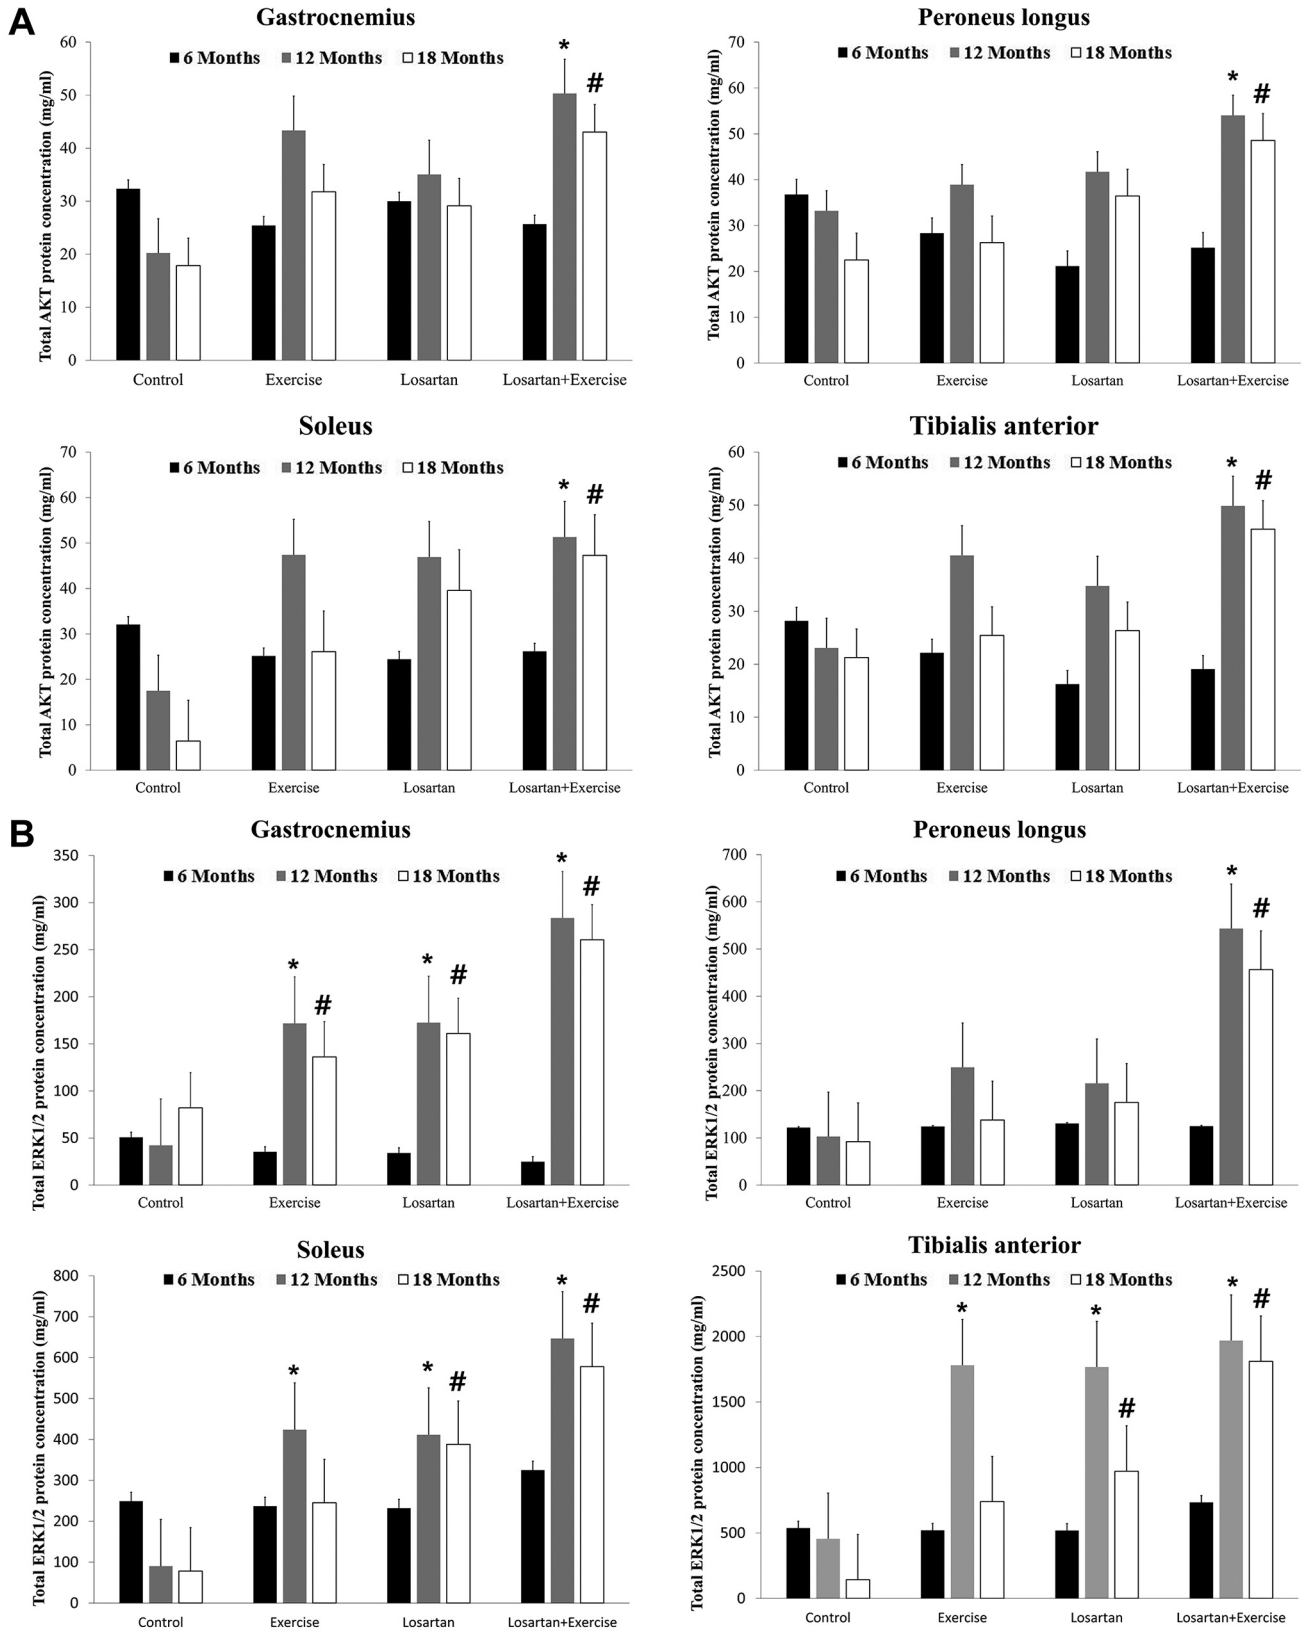 A
Gastrocnemius
6 Months 12 Months 18 Months
Total AKT protein concentration (mg/ml)
60
50
40
30
20
10
0
* #
Control Exercise Losartan Losartan+Exercise
Peroneus longus
6 Months 12 Months 18 Months
Total AKT protein concentration (mg/ml)
70
60
50
40
30
20
10
0
* #
Control Exercise Losartan Losartan+Exercise
Soleus
6 Months 12 Months 18 Months
Total AKT protein concentration (mg/ml)
70
60
50
40
30
20
10
0
* #
Control Exercise Losartan Losartan+Exercise
Tibialis anterior
6 Months 12 Months 18 Months
Total AKT protein concentration (mg/ml)
60
50
40
30
20
10
0
* #
Control Exercise Losartan Losartan+Exercise
B
Gastrocnemius
6 Months 12 Months 18 Months
Total ERK1/2 protein concentration (mg/ml)
350
300
250
200
150
100
50
0
* # * # * #
Control Exercise Losartan Losartan+Exercise
Peroneus longus
6 Months 12 Months 18 Months
Total ERK1/2 protein concentration (mg/ml)
700
600
500
400
300
200
100
0
* #
Control Exercise Losartan Losartan+Exercise
Soleus
6 Months 12 Months 18 Months
Total ERK1/2 protein concentration (mg/ml)
800
700
600
500
400
300
200
100
0
* * # * #
Control Exercise Losartan Losartan+Exercise
Tibialis anterior
6 Months 12 Months 18 Months
Total ERK1/2 protein concentration (mg/ml)
2500
2000
1500
1000
500
0
* * # * #
Control Exercise Losartan Losartan+Exercise